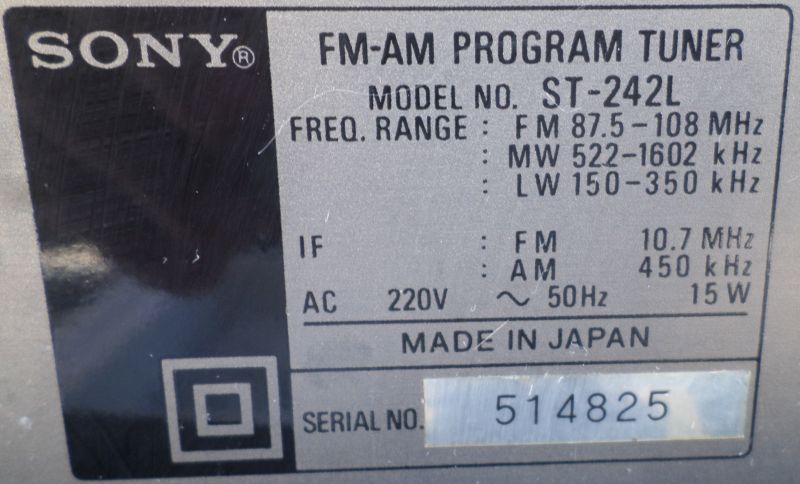 SONY®
FM-AM PROGRAM TUNER
MODEL NO. ST-242L
FREQ. RANGE : FM 87.5-108 MHz
: MW 522-1602 kHz
: LW 150-350 kHz
IF : FM 10.7 MHz
: AM 450 kHz
AC 220V ~ 50Hz 15W
MADE IN JAPAN
SERIAL NO. 514825